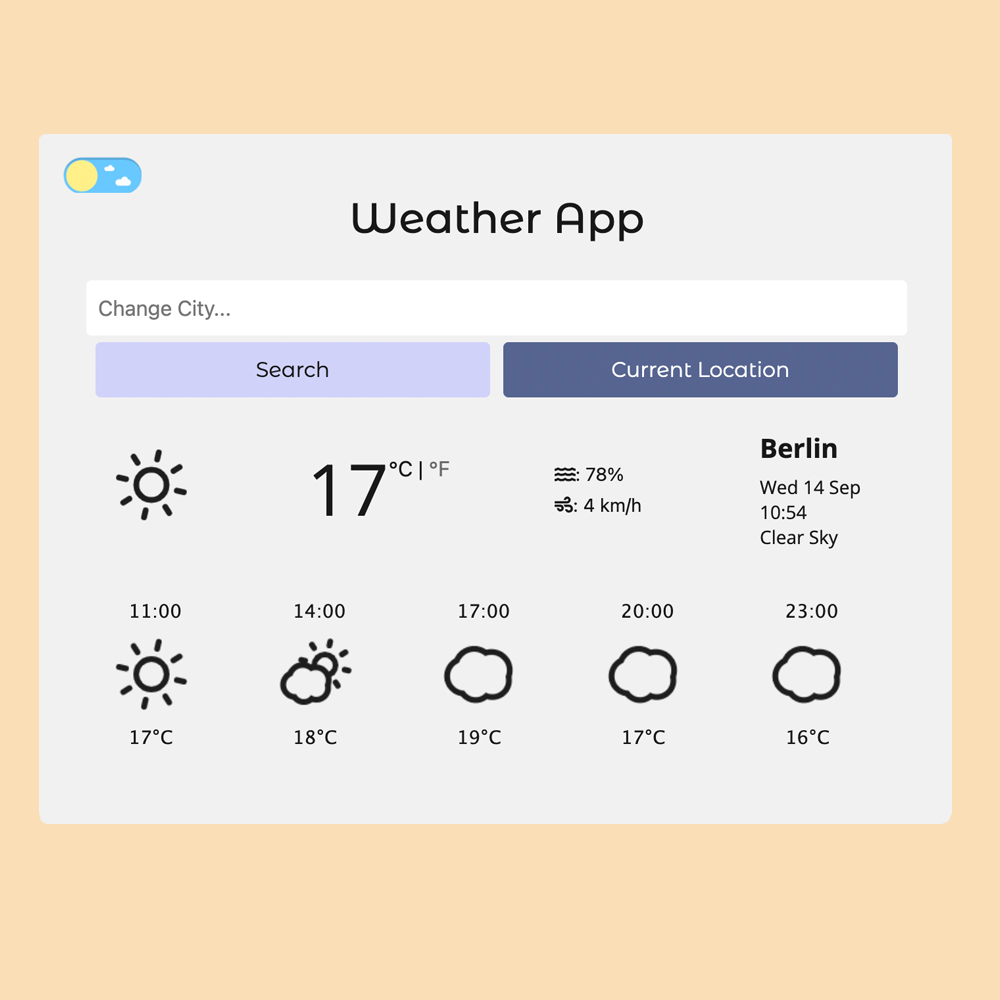 Weather App
Change City...
Search
Current Location
17 °C | °F
: 78%
: 4 km/h
Berlin
Wed 14 Sep
10:54
Clear Sky
11:00 14:00 17:00 20:00 23:00
17°C 18°C 19°C 17°C 16°C